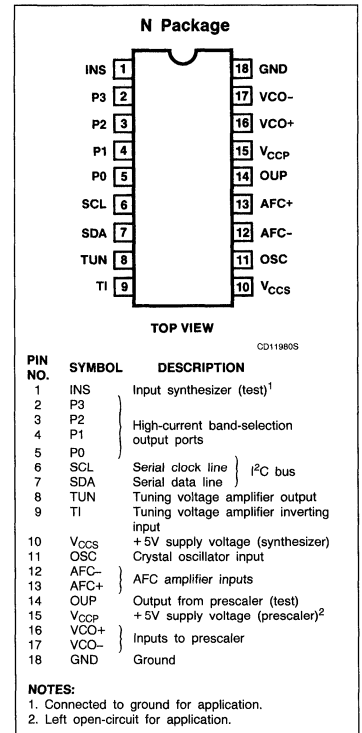 N Package
INS 1 18 GND
P3 2 17 VCO-
P2 3 16 VCO+
P1 4 15 VCCP
P0 5 14 OUP
SCL 6 13 AFC+
SDA 7 12 AFC-
TUN 8 11 OSC
TI 9 10 VCCS
TOP VIEW
CD11980S
PIN NO. SYMBOL DESCRIPTION
1 INS Input synthesizer (test)1
2 P3
3 P2 High-current band-selection
4 P1 output ports
5 P0
6 SCL Serial clock line I2C bus
7 SDA Serial data line
8 TUN Tuning voltage amplifier output
9 TI Tuning voltage amplifier inverting
input
10 VCCS +5V supply voltage (synthesizer)
11 OSC Crystal oscillator input
12 AFC- AFC amplifier inputs
13 AFC+
14 OUP Output from prescaler (test)
15 VCCP +5V supply voltage (prescaler)2
16 VCO+ Inputs to prescaler
17 VCO-
18 GND Ground
NOTES:
1. Connected to ground for application.
2. Left open-circuit for application.